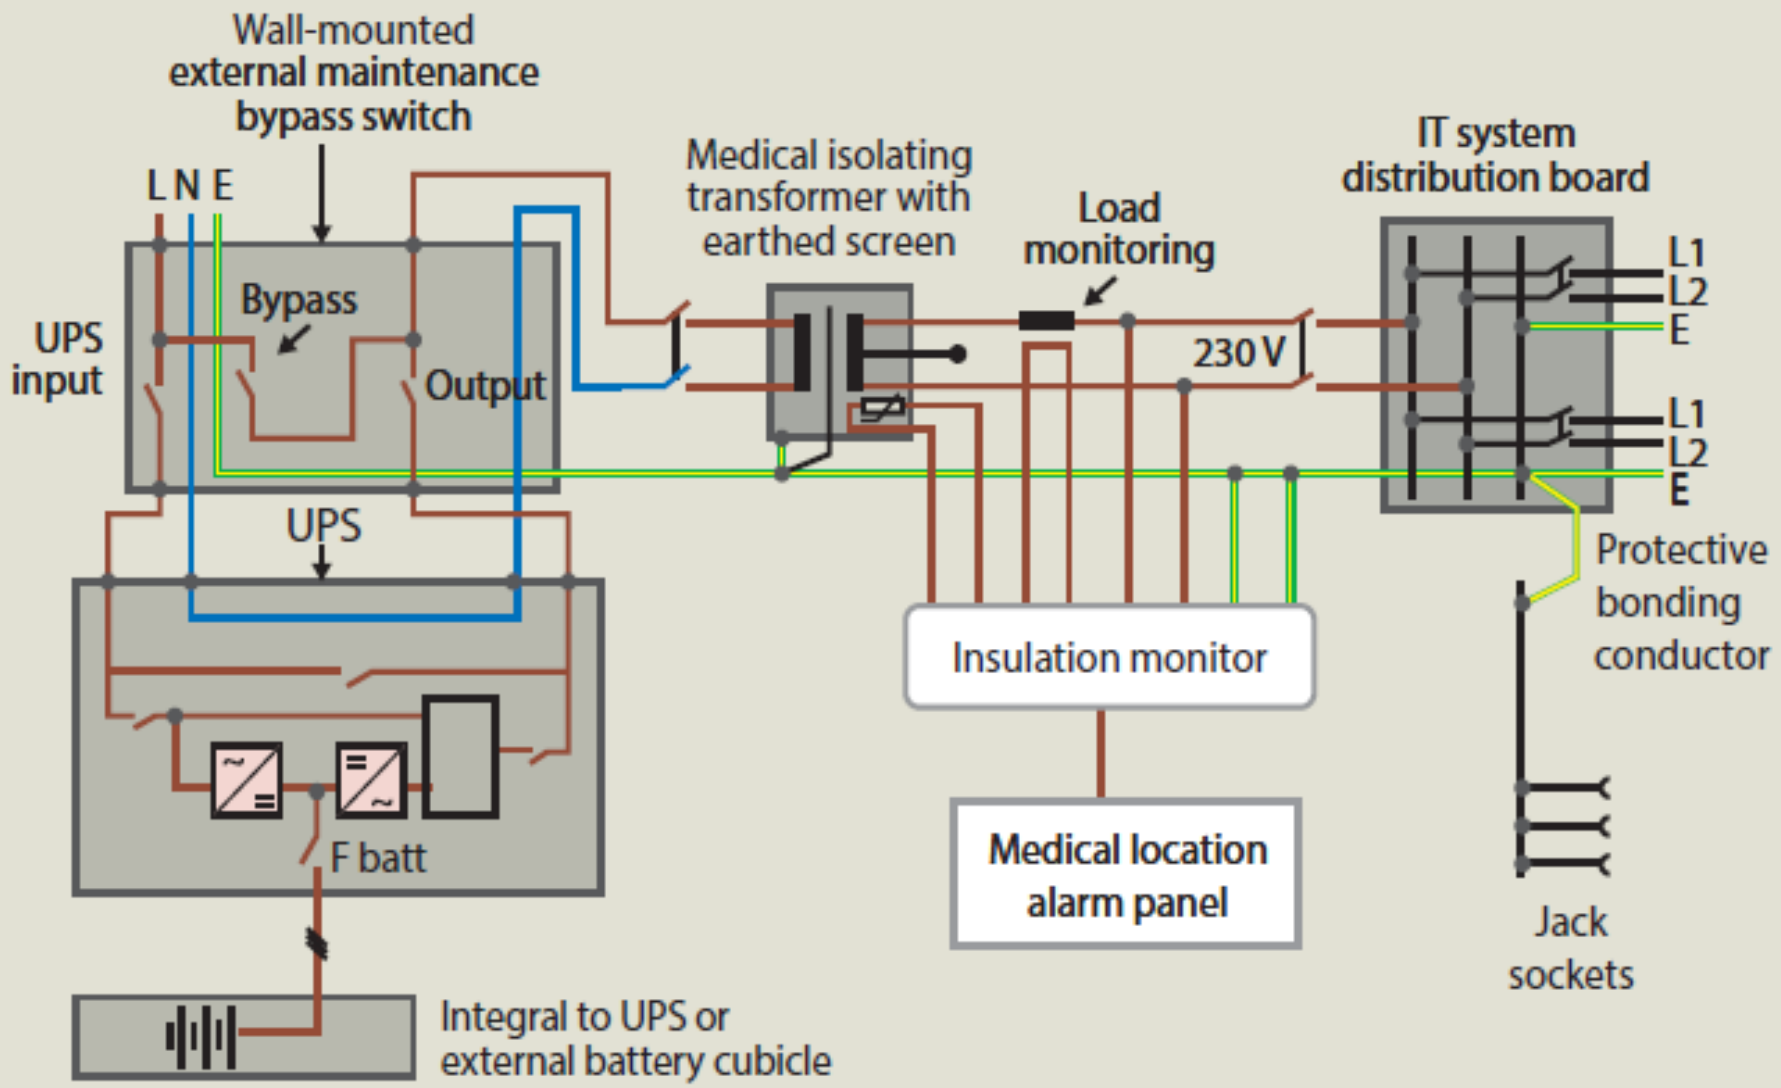 Wall-mounted
external maintenance
bypass switch
L N E
Bypass
UPS
input
Output
UPS
F batt
Integral to UPS or
external battery cubicle
Medical isolating
transformer with
earthed screen
Load
monitoring
230 V
Insulation monitor
Medical location
alarm panel
IT system
distribution board
L1
L2
E
L1
L2
E
Protective
bonding
conductor
Jack
sockets